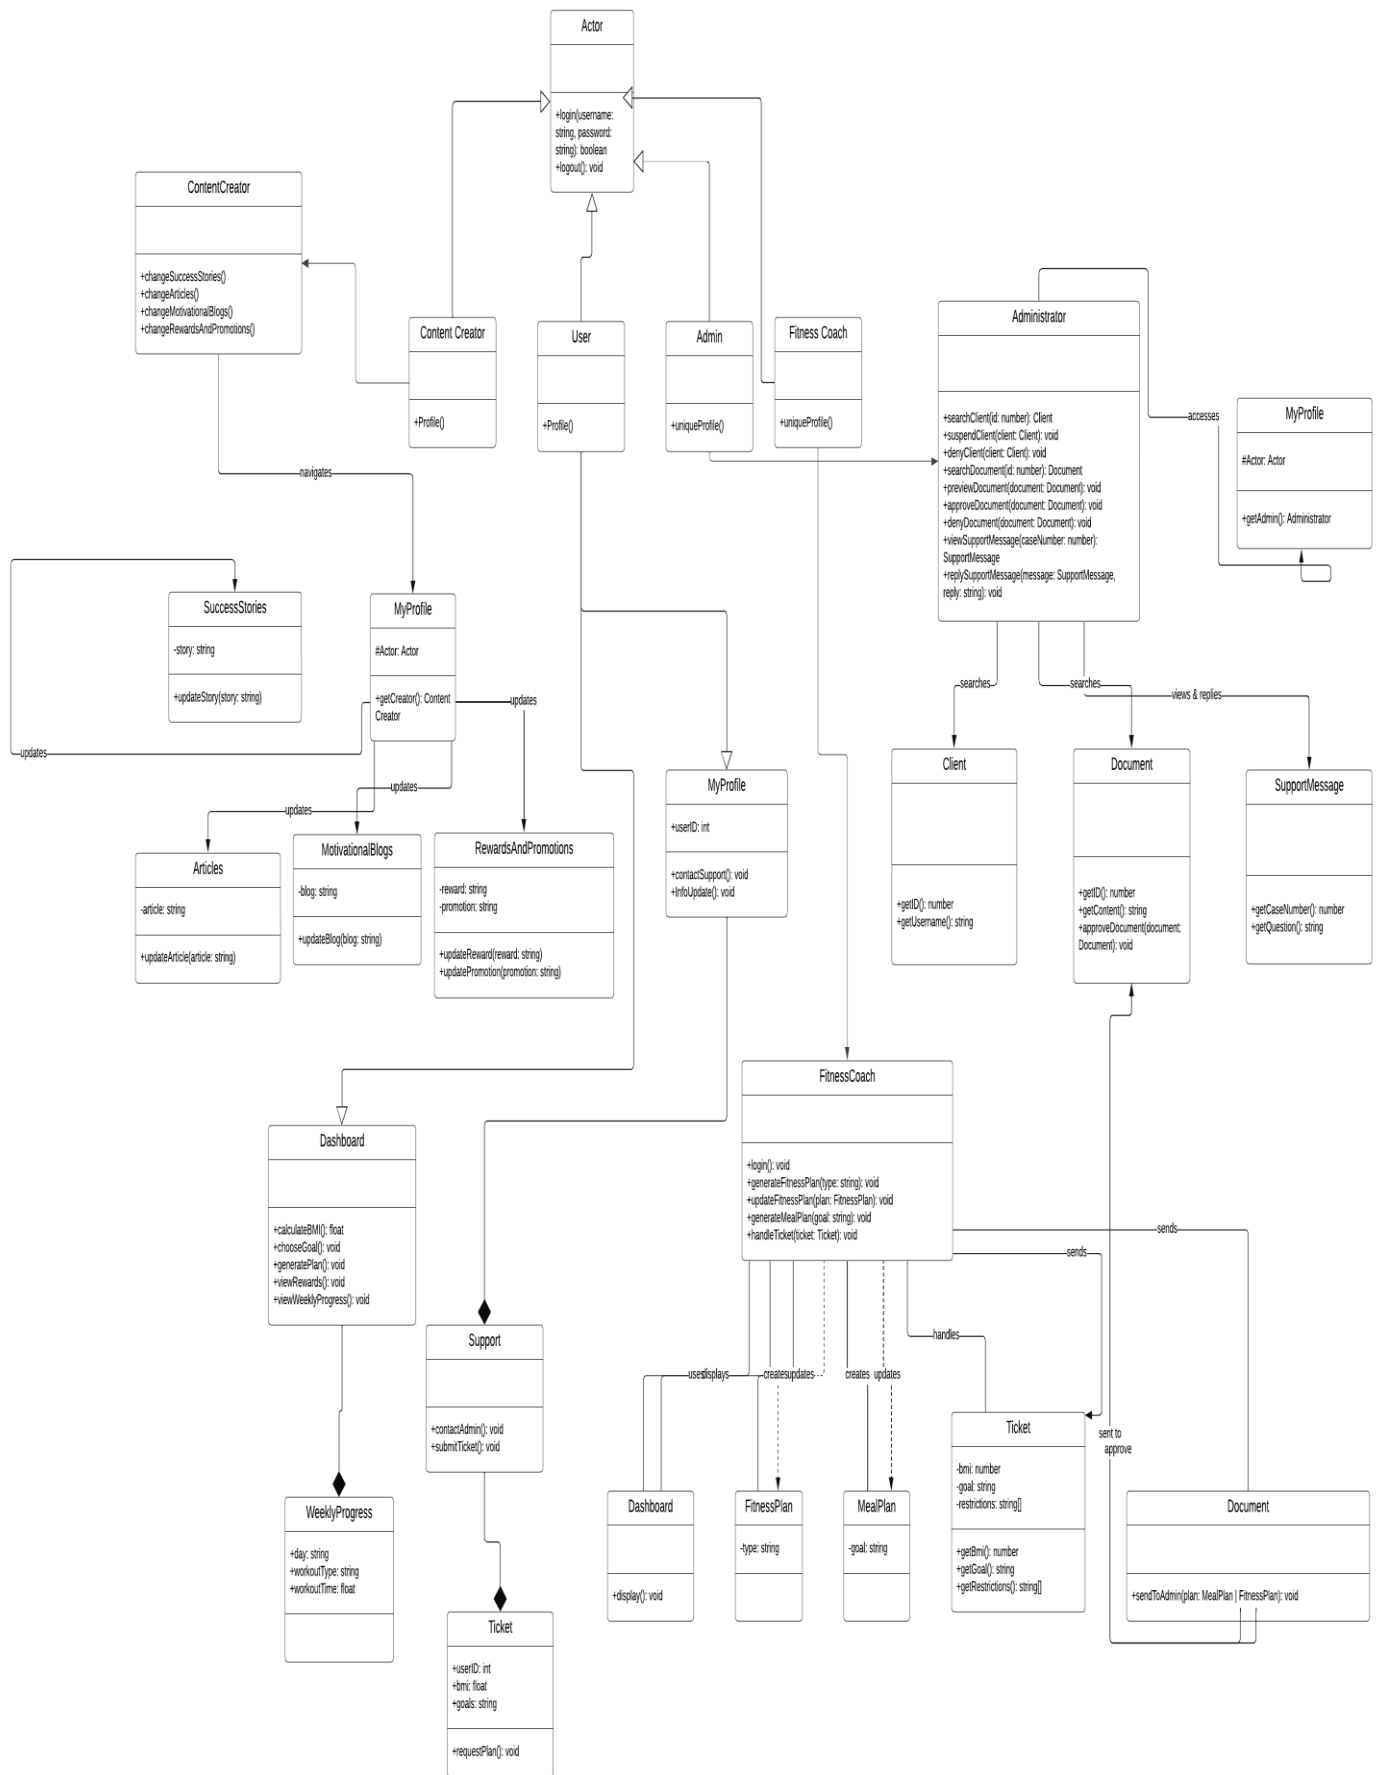 Actor
+login(username:
string, password:
string): boolean
+logout(): void
ContentCreator
+changeSuccessStories()
+changeArticles()
+changeMotivationalBlogs()
+changeRewardsAndPromotions()
Content Creator
+Profile()
User
+Profile()
Admin
+uniqueProfile()
Fitness Coach
+uniqueProfile()
Administrator
+searchClient(id: number): Client
+suspendClient(client: Client): void
+denyClient(client: Client): void
+searchDocument(id: number): Document
+previewDocument(document: Document): void
+approveDocument(document: Document): void
+denyDocument(document: Document): void
+viewSupportMessage(caseNumber: number):
SupportMessage
+replySupportMessage(message: SupportMessage,
reply: string): void
accesses
MyProfile
#Actor: Actor
+getAdmin(): Administrator
navigates
SuccessStories
-story: string
+updateStory(story: string)
MyProfile
#Actor: Actor
+getCreator(): Content
Creator
updates
updates
updates
updates
searches
searches
views & replies
Articles
-article: string
+updateArticle(article: string)
MotivationalBlogs
-blog: string
+updateBlog(blog: string)
RewardsAndPromotions
-reward: string
-promotion: string
+updateReward(reward: string)
+updatePromotion(promotion: string)
MyProfile
+userID: int
+contactSupport(): void
+InfoUpdate(): void
Client
+getID(): number
+getUsername(): string
Document
+getID(): number
+getContent(): string
+approveDocument(document:
Document): void
SupportMessage
+getCaseNumber(): number
+getQuestion(): string
Dashboard
+calculateBMI(): float
+chooseGoal(): void
+generatePlan(): void
+viewRewards(): void
+viewWeeklyProgress(): void
FitnessCoach
+login(): void
+generateFitnessPlan(type: string): void
+updateFitnessPlan(plan: FitnessPlan): void
+generateMealPlan(goal: string): void
+handleTicket(ticket: Ticket): void
sends
sends
handles
uses
displays
creates
updates
creates
updates
Support
+contactAdmin(): void
+submitTicket(): void
WeeklyProgress
+day: string
+workoutType: string
+workoutTime: float
Dashboard
+display(): void
FitnessPlan
-type: string
MealPlan
-goal: string
Ticket
-bmi: number
-goal: string
-restrictions: string[]
+getBmi(): number
+getGoal(): string
+getRestrictions(): string[]
sent to
approve
Document
+sendToAdmin(plan: MealPlan | FitnessPlan): void
Ticket
+userID: int
+bmi: float
+goals: string
+requestPlan(): void